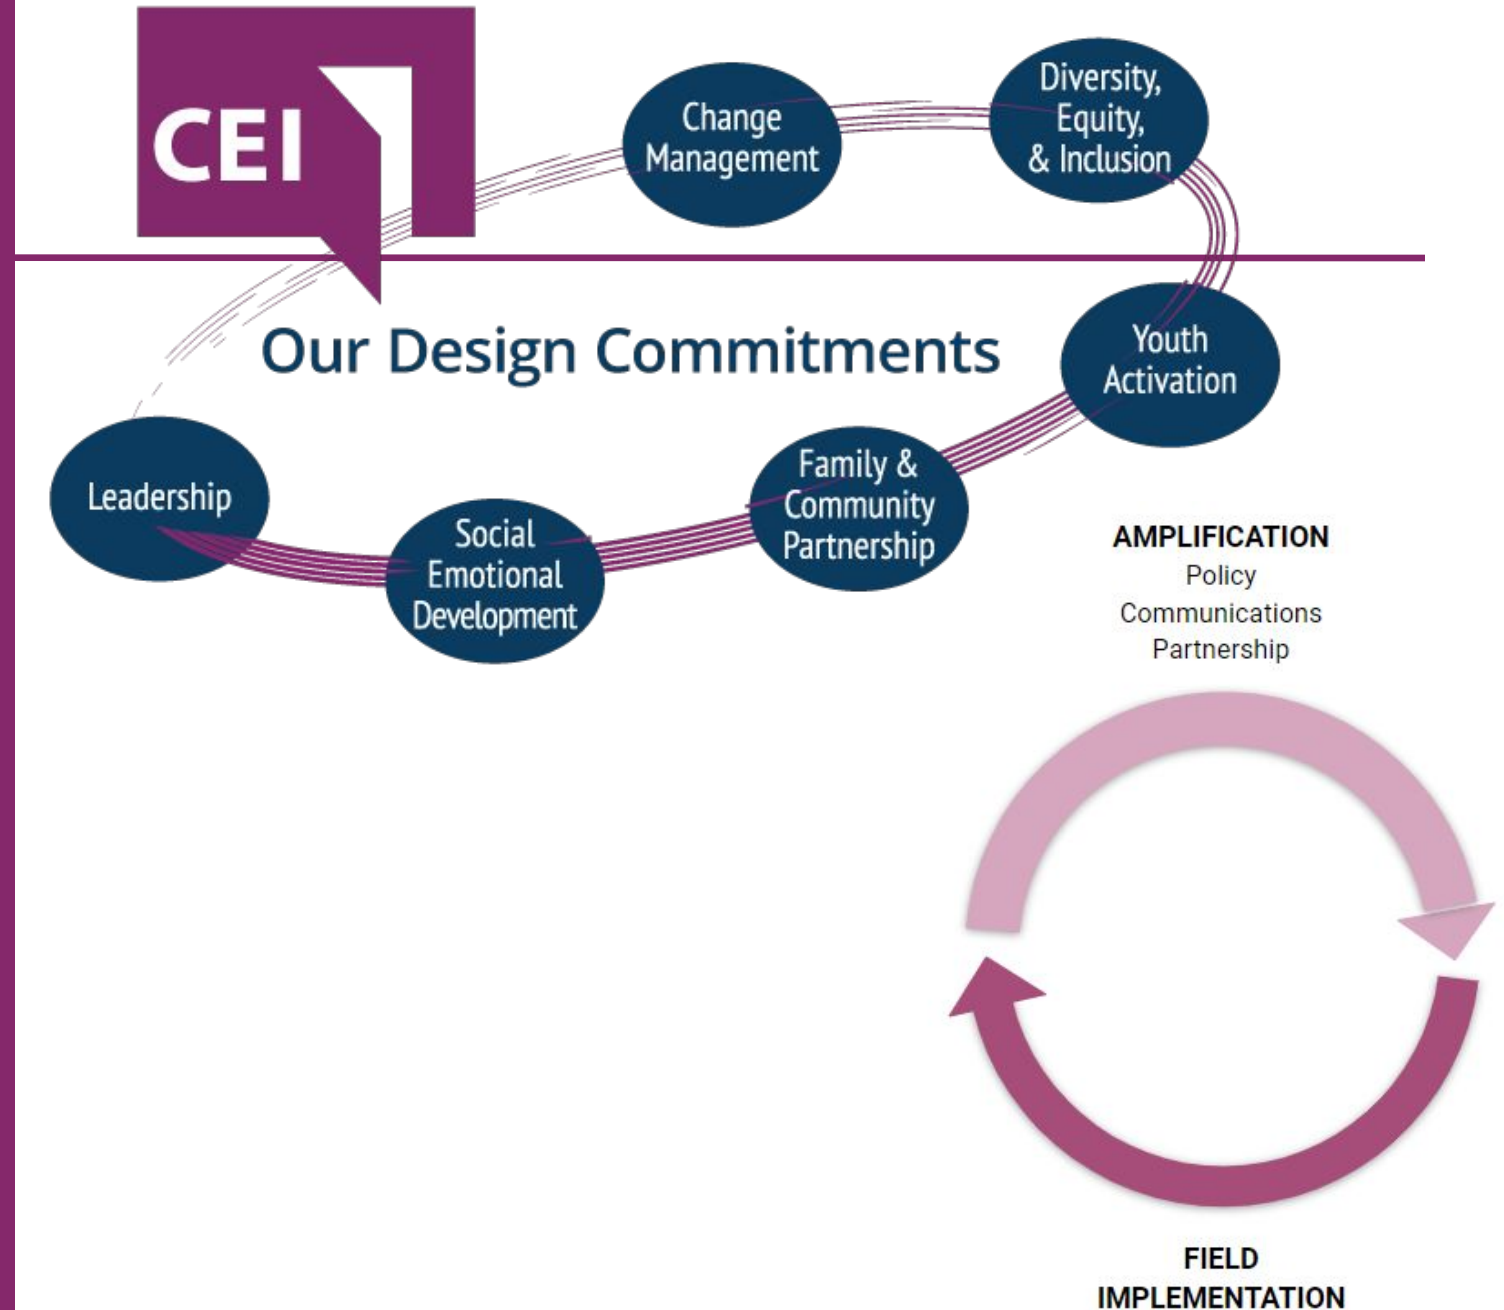 CEI
Change
Management
Diversity,
Equity,
& Inclusion
Our Design Commitments
Youth
Activation
Leadership
Social
Emotional
Development
Family &
Community
Partnership
AMPLIFICATION
Policy
Communications
Partnership
FIELD
IMPLEMENTATION